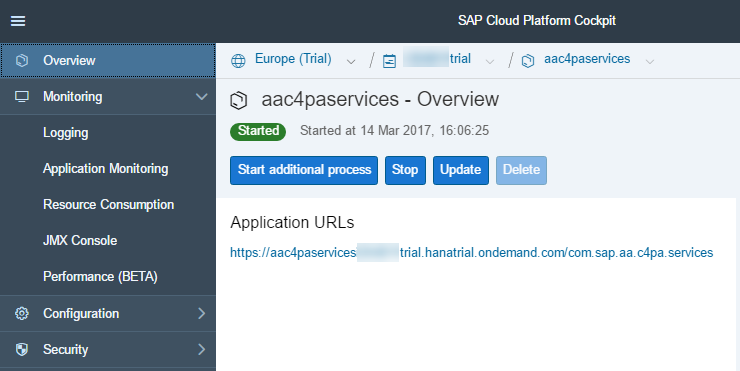 SAP Cloud Platform Cockpit
Overview
Monitoring
Logging
Application Monitoring
Resource Consumption
JMX Console
Performance (BETA)
Configuration
Security
Europe (Trial) / trial / aac4paservices
aac4paservices - Overview
Started Started at 14 Mar 2017, 16:06:25
Start additional process Stop Update Delete
Application URLs
https://aac4paservices trial.hanatrial.ondemand.com/com.sap.aa.c4pa.services